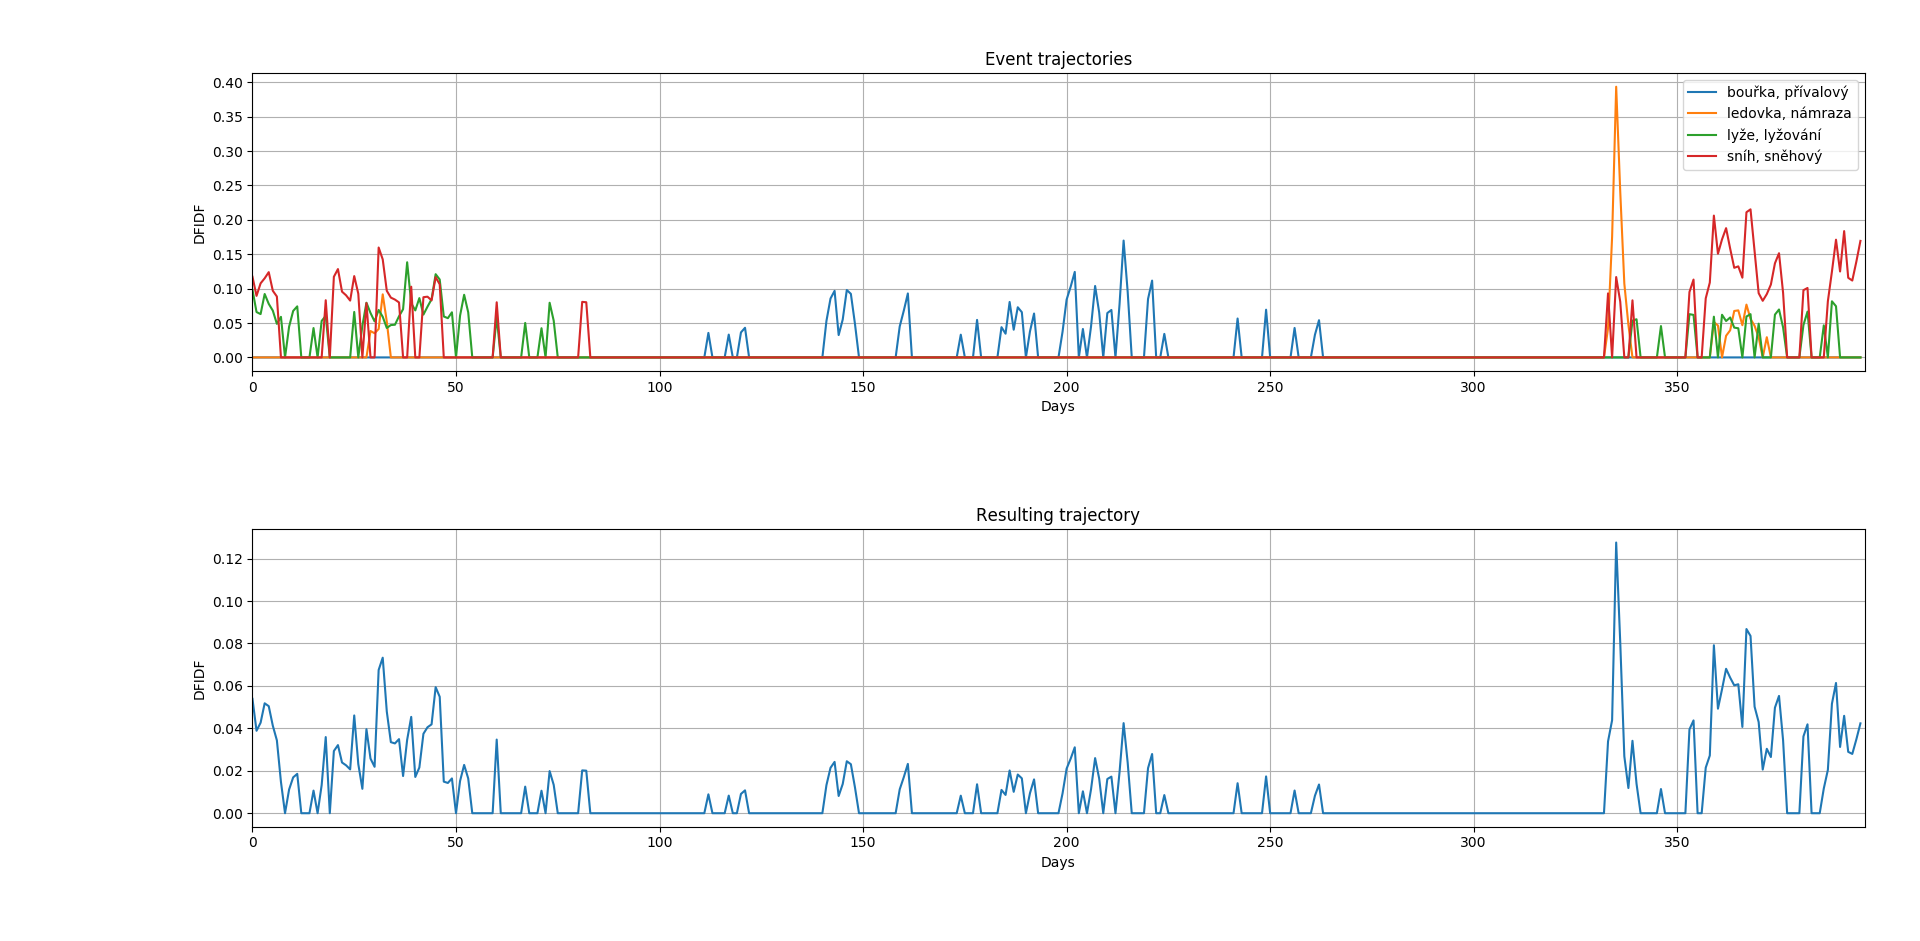 Event trajectories
0.40
0.35
0.30
0.25
0.20
0.15
0.10
0.05
0.00
DFIDF
bouřka, přívalový
ledovka, námraza
lyže, lyžování
sníh, sněhový
0 50 100 150 200 250 300 350
Days
Resulting trajectory
0.12
0.10
0.08
0.06
0.04
0.02
0.00
DFIDF
0 50 100 150 200 250 300 350
Days